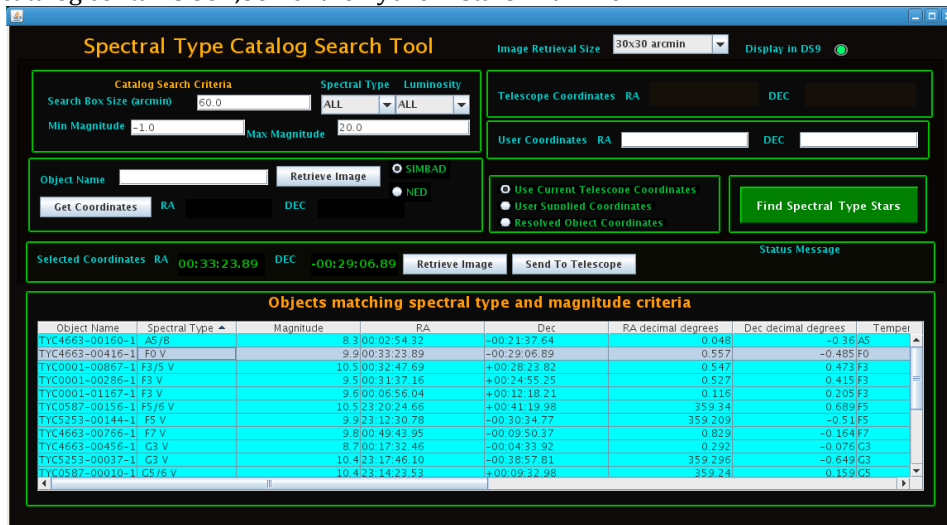 Spectral Type Catalog Search Tool
Image Retrieval Size 30x30 arcmin Display in DS9
Catalog Search Criteria Spectral Type Luminosity
Search Box Size (arcmin) 60.0 ALL ALL
Min Magnitude -1.0 Max Magnitude 20.0
Telescope Coordinates RA DEC
User Coordinates RA DEC
Object Name Retrieve Image SIMBAD
NED
Get Coordinates RA DEC
Use Current Telescope Coordinates
User Supplied Coordinates
Resolved Object Coordinates
Find Spectral Type Stars
Selected Coordinates RA 00:33:23.89 DEC -00:29:06.89 Retrieve Image Send To Telescope
Status Message
Objects matching spectral type and magnitude criteria
Object Name Spectral Type Magnitude RA Dec RA decimal degrees Dec decimal degrees Temper
TYC4663-00160-1 A5/8 8.3 00:02:54.32 -00:21:37.64 0.048 -0.36 A5
TYC4663-00416-1 F0 V 9.9 00:33:23.89 -00:29:06.89 0.557 -0.485 F0
TYC0001-00867-1 F3/5 V 10.5 00:32:47.69 +00:28:23.82 0.547 0.473 F3
TYC0001-00286-1 F3 V 9.5 00:31:37.16 +00:24:55.25 0.527 0.415 F3
TYC0001-01167-1 F3 V 9.6 00:06:56.04 +00:12:18.21 0.116 0.205 F3
TYC0587-00156-1 F5/6 V 10.5 23:20:24.66 +00:41:19.98 359.34 0.689 F5
TYC5253-00144-1 F5 V 9.9 23:12:30.78 -00:30:34.77 359.209 -0.51 F5
TYC4663-00766-1 F7 V 9.8 00:49:43.95 -00:09:50.37 0.829 -0.164 F7
TYC4663-00456-1 G3 V 8.7 00:17:32.46 -00:04:33.92 0.292 -0.076 G3
TYC5253-00037-1 G3 V 10.4 23:17:46.10 -00:38:57.81 359.296 -0.649 G3
TYC0587-00010-1 G5/6 V 10.4 23:14:23.53 +00:09:32.98 359.24 0.159 G5